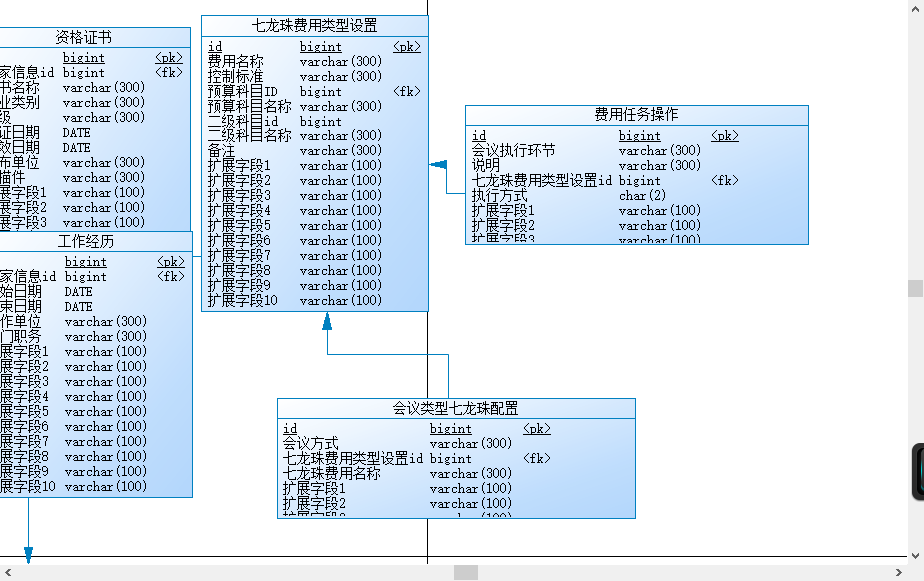 资格证书
bigint <pk>
家信息id bigint <fk>
书名称 varchar(300)
业类别 varchar(300)
级 varchar(300)
证日期 DATE
效日期 DATE
布单位 varchar(300)
描件 varchar(300)
展字段1 varchar(100)
展字段2 varchar(100)
展字段3 varchar(100)
工作经历
bigint <pk>
家信息id bigint <fk>
始日期 DATE
束日期 DATE
作单位 varchar(300)
门职务 varchar(300)
展字段1 varchar(100)
展字段2 varchar(100)
展字段3 varchar(100)
展字段4 varchar(100)
展字段5 varchar(100)
展字段6 varchar(100)
展字段7 varchar(100)
展字段8 varchar(100)
展字段9 varchar(100)
展字段10 varchar(100)
七龙珠费用类型设置
id bigint <pk>
费用名称 varchar(300)
控制标准 varchar(300)
预算科目ID bigint <fk>
预算科目名称 varchar(300)
二级科目id bigint
二级科目名称 varchar(300)
备注 varchar(300)
扩展字段1 varchar(100)
扩展字段2 varchar(100)
扩展字段3 varchar(100)
扩展字段4 varchar(100)
扩展字段5 varchar(100)
扩展字段6 varchar(100)
扩展字段7 varchar(100)
扩展字段8 varchar(100)
扩展字段9 varchar(100)
扩展字段10 varchar(100)
费用任务操作
id bigint <pk>
会议执行环节 varchar(300)
说明 varchar(300)
七龙珠费用类型设置id bigint <fk>
执行方式 char(2)
扩展字段1 varchar(100)
扩展字段2 varchar(100)
扩展字段3 varchar(100)
会议类型七龙珠配置
id bigint <pk>
会议方式 varchar(300)
七龙珠费用类型设置id bigint <fk>
七龙珠费用名称 varchar(300)
扩展字段1 varchar(100)
扩展字段2 varchar(100)